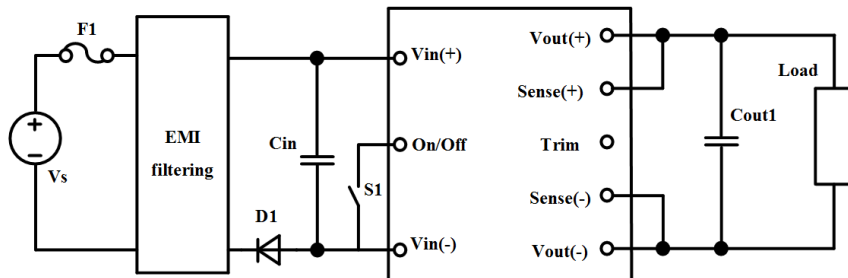 F1
Vs
EMI
filtering
D1
Cin
S1
Vin(+)
On/Off
Vin(-)
Vout(+)
Sense(+)
Trim
Sense(-)
Vout(-)
Cout1
Load